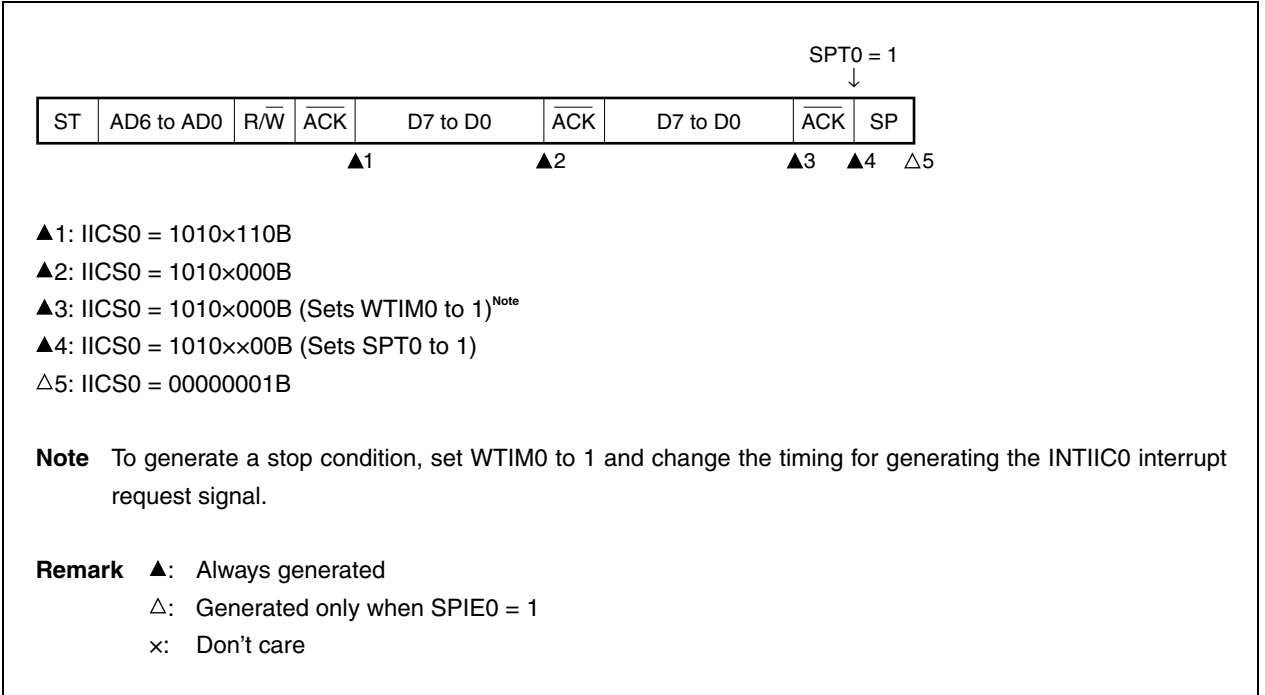 SPT0 = 1
↓
ST AD6 to AD0 R/W̅ A̅C̅K̅ D7 to D0 A̅C̅K̅ D7 to D0 A̅C̅K̅ SP
▲1 ▲2 ▲3 ▲4 △5
▲1: IICS0 = 1010×110B
▲2: IICS0 = 1010×000B
▲3: IICS0 = 1010×000B (Sets WTIM0 to 1)Note
▲4: IICS0 = 1010××00B (Sets SPT0 to 1)
△5: IICS0 = 00000001B
Note To generate a stop condition, set WTIM0 to 1 and change the timing for generating the INTIIC0 interrupt
request signal.
Remark ▲: Always generated
△: Generated only when SPIE0 = 1
×: Don't care